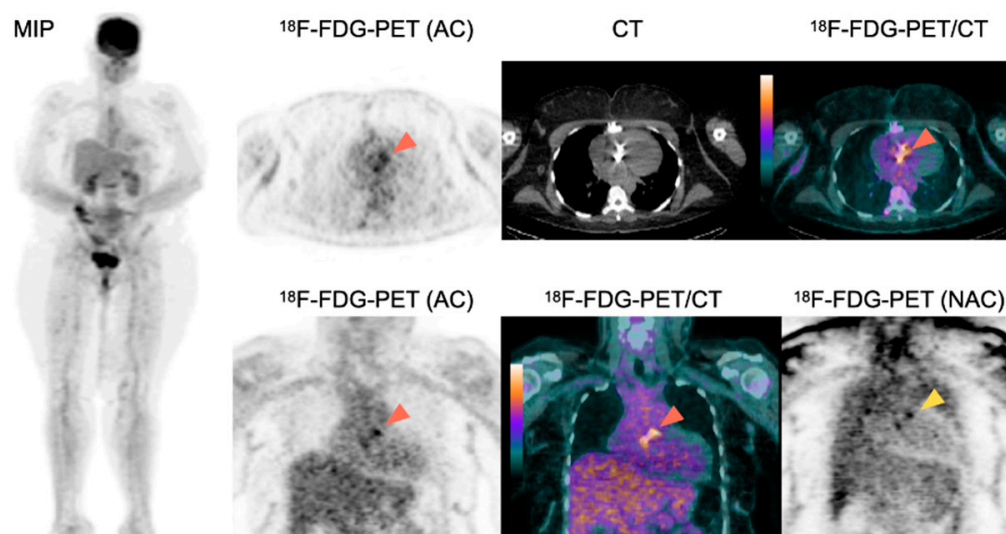 MIP
¹⁸F-FDG-PET (AC)
CT
¹⁸F-FDG-PET/CT
¹⁸F-FDG-PET (AC)
¹⁸F-FDG-PET/CT
¹⁸F-FDG-PET (NAC)